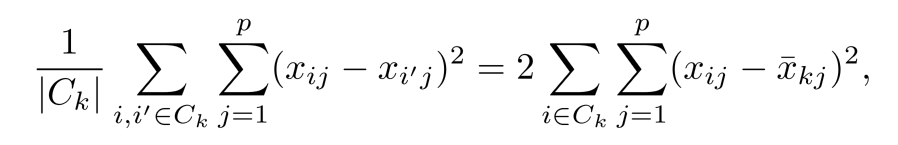 \frac{1}{|C_k|} \sum_{i,i' \in C_k} \sum_{j=1}^{p} (x_{ij} - x_{i'j})^2 = 2 \sum_{i \in C_k} \sum_{j=1}^{p} (x_{ij} - \bar{x}_{kj})^2,